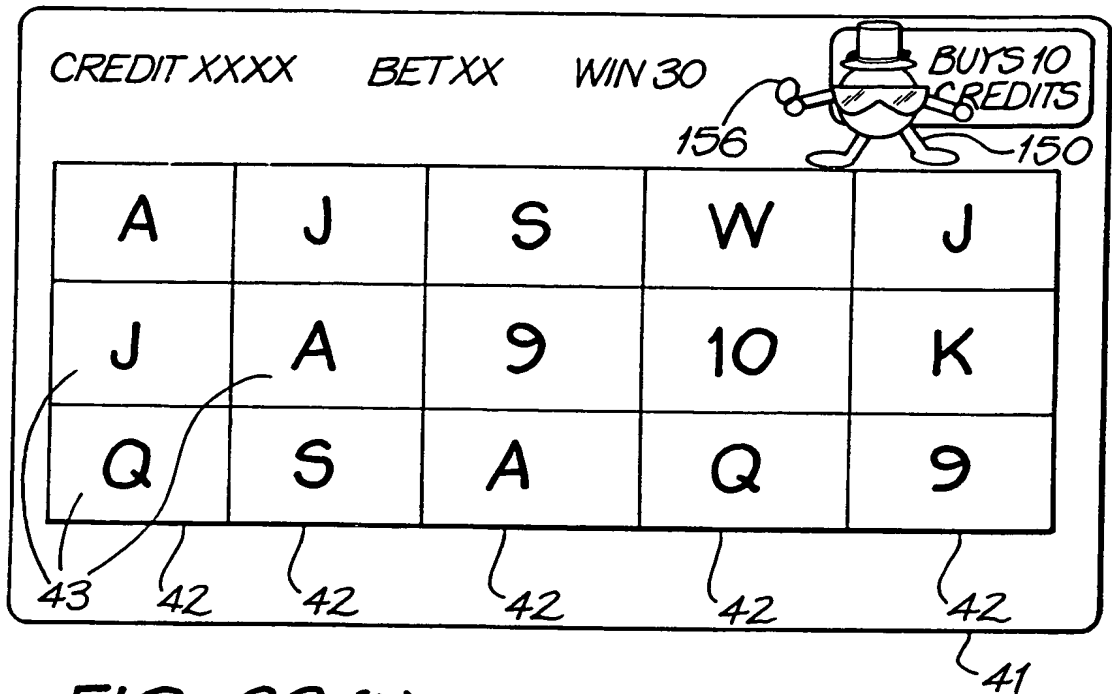 CREDIT XXXX BET XX WIN 30 BUYS 10
CREDITS
156 150
A J S W J
J A 9 10 K
Q S A Q 9
43 42 42 42 42 42
41